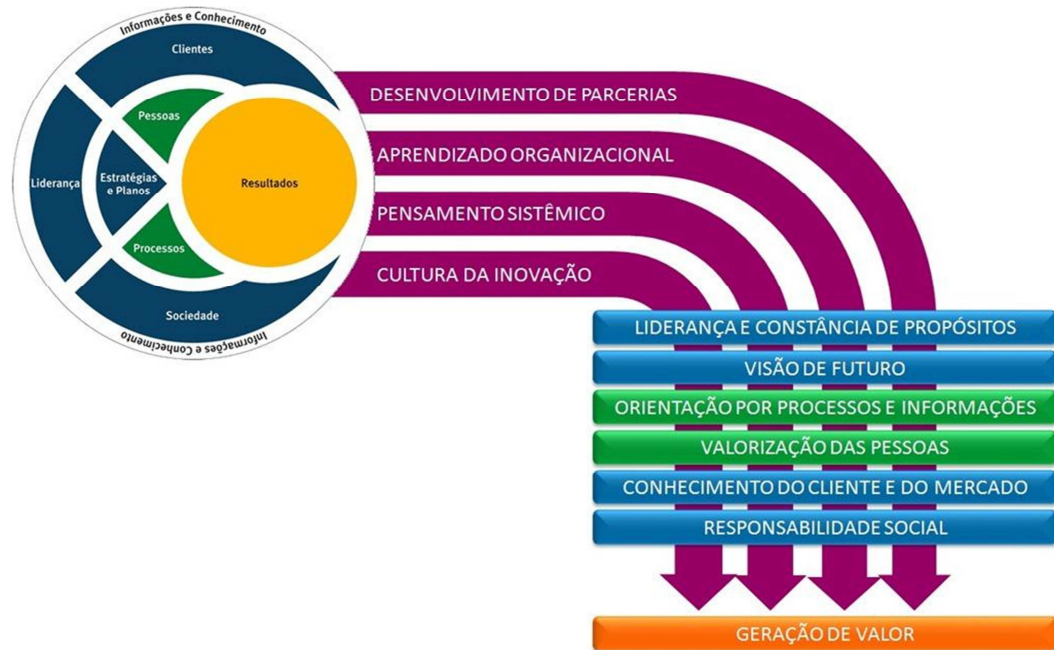 Informações e Conhecimento
Clientes
Pessoas
Liderança
Estratégias
e Planos
Resultados
Processos
Sociedade
Informações e Conhecimento
DESENVOLVIMENTO DE PARCERIAS
APRENDIZADO ORGANIZACIONAL
PENSAMENTO SISTÊMICO
CULTURA DA INOVAÇÃO
LIDERANÇA E CONSTÂNCIA DE PROPÓSITOS
VISÃO DE FUTURO
ORIENTAÇÃO POR PROCESSOS E INFORMAÇÕES
VALORIZAÇÃO DAS PESSOAS
CONHECIMENTO DO CLIENTE E DO MERCADO
RESPONSABILIDADE SOCIAL
GERAÇÃO DE VALOR